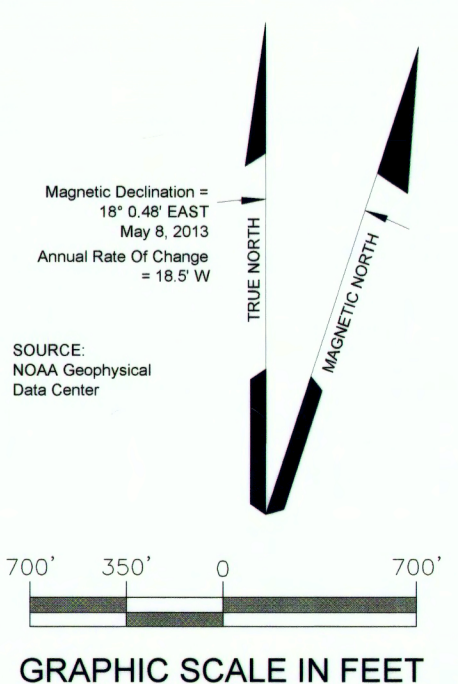 Magnetic Declination =
18° 0.48' EAST
May 8, 2013
Annual Rate Of Change
= 18.5' W
TRUE NORTH
MAGNETIC NORTH
SOURCE:
NOAA Geophysical
Data Center
700' 350' 0 700'
GRAPHIC SCALE IN FEET